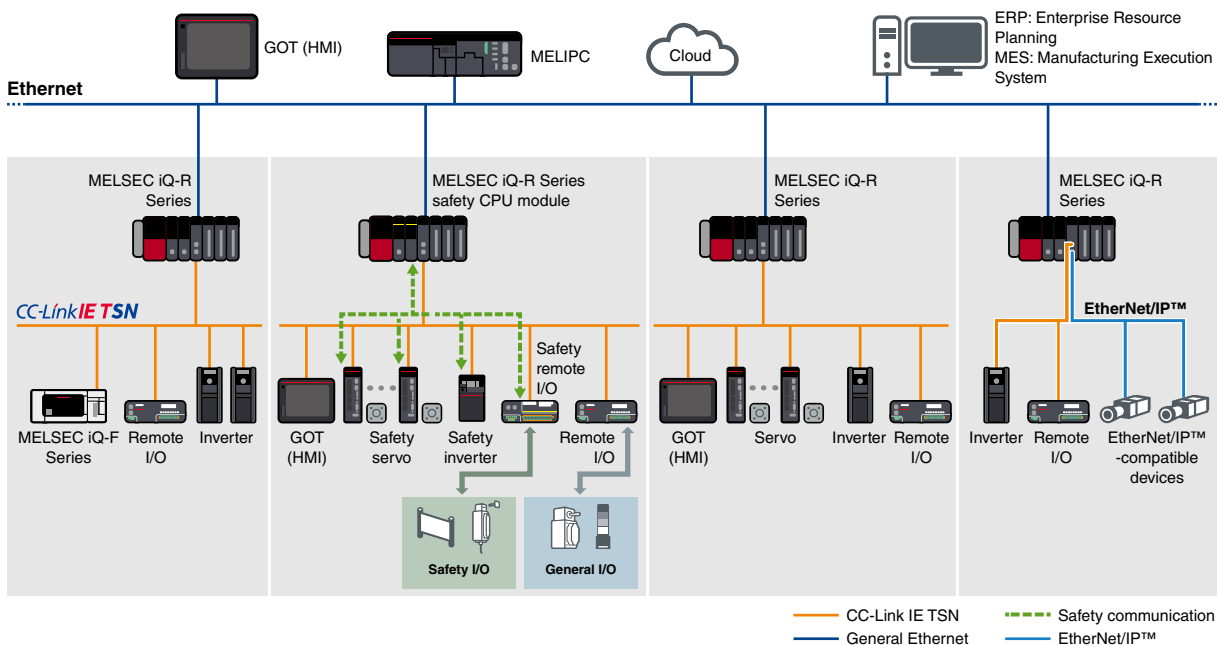 GOT (HMI)
MELIPC
Cloud
ERP: Enterprise Resource
Planning
MES: Manufacturing Execution
System
Ethernet
MELSEC iQ-R
Series
MELSEC iQ-R Series
safety CPU module
MELSEC iQ-R
Series
MELSEC iQ-R
Series
CC-Link IE TSN
EtherNet/IP™
Safety
remote
I/O
MELSEC iQ-F
Series
Remote
I/O
Inverter
GOT
(HMI)
Safety
servo
Safety
inverter
Remote
I/O
GOT
(HMI)
Servo
Inverter
Remote
I/O
Inverter
Remote
I/O
EtherNet/IP™
-compatible
devices
Safety I/O
General I/O
CC-Link IE TSN
Safety communication
General Ethernet
EtherNet/IP™